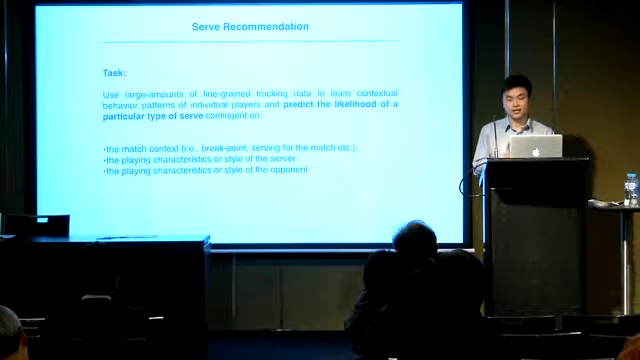 Serve Recommendation
Task:
Use large-amounts of fine-grained tracking data to learn contextual
behavior patterns of individual players and predict the likelihood of a
particular type of serve contingent on:
•the match context (i.e., break-point, serving for the match etc.),
•the playing characteristics or style of the server
•the playing characteristics or style of the opponent